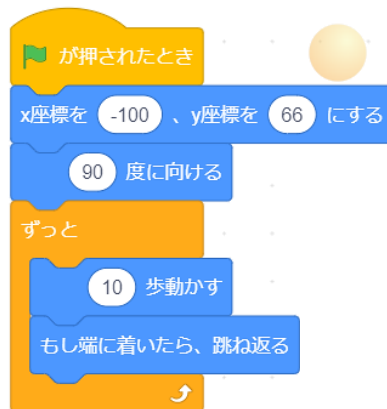 が押されたとき
x座標を -100 、y座標を 66 にする
90 度に向ける
ずっと
10 歩動かす
もし端に着いたら、跳ね返る